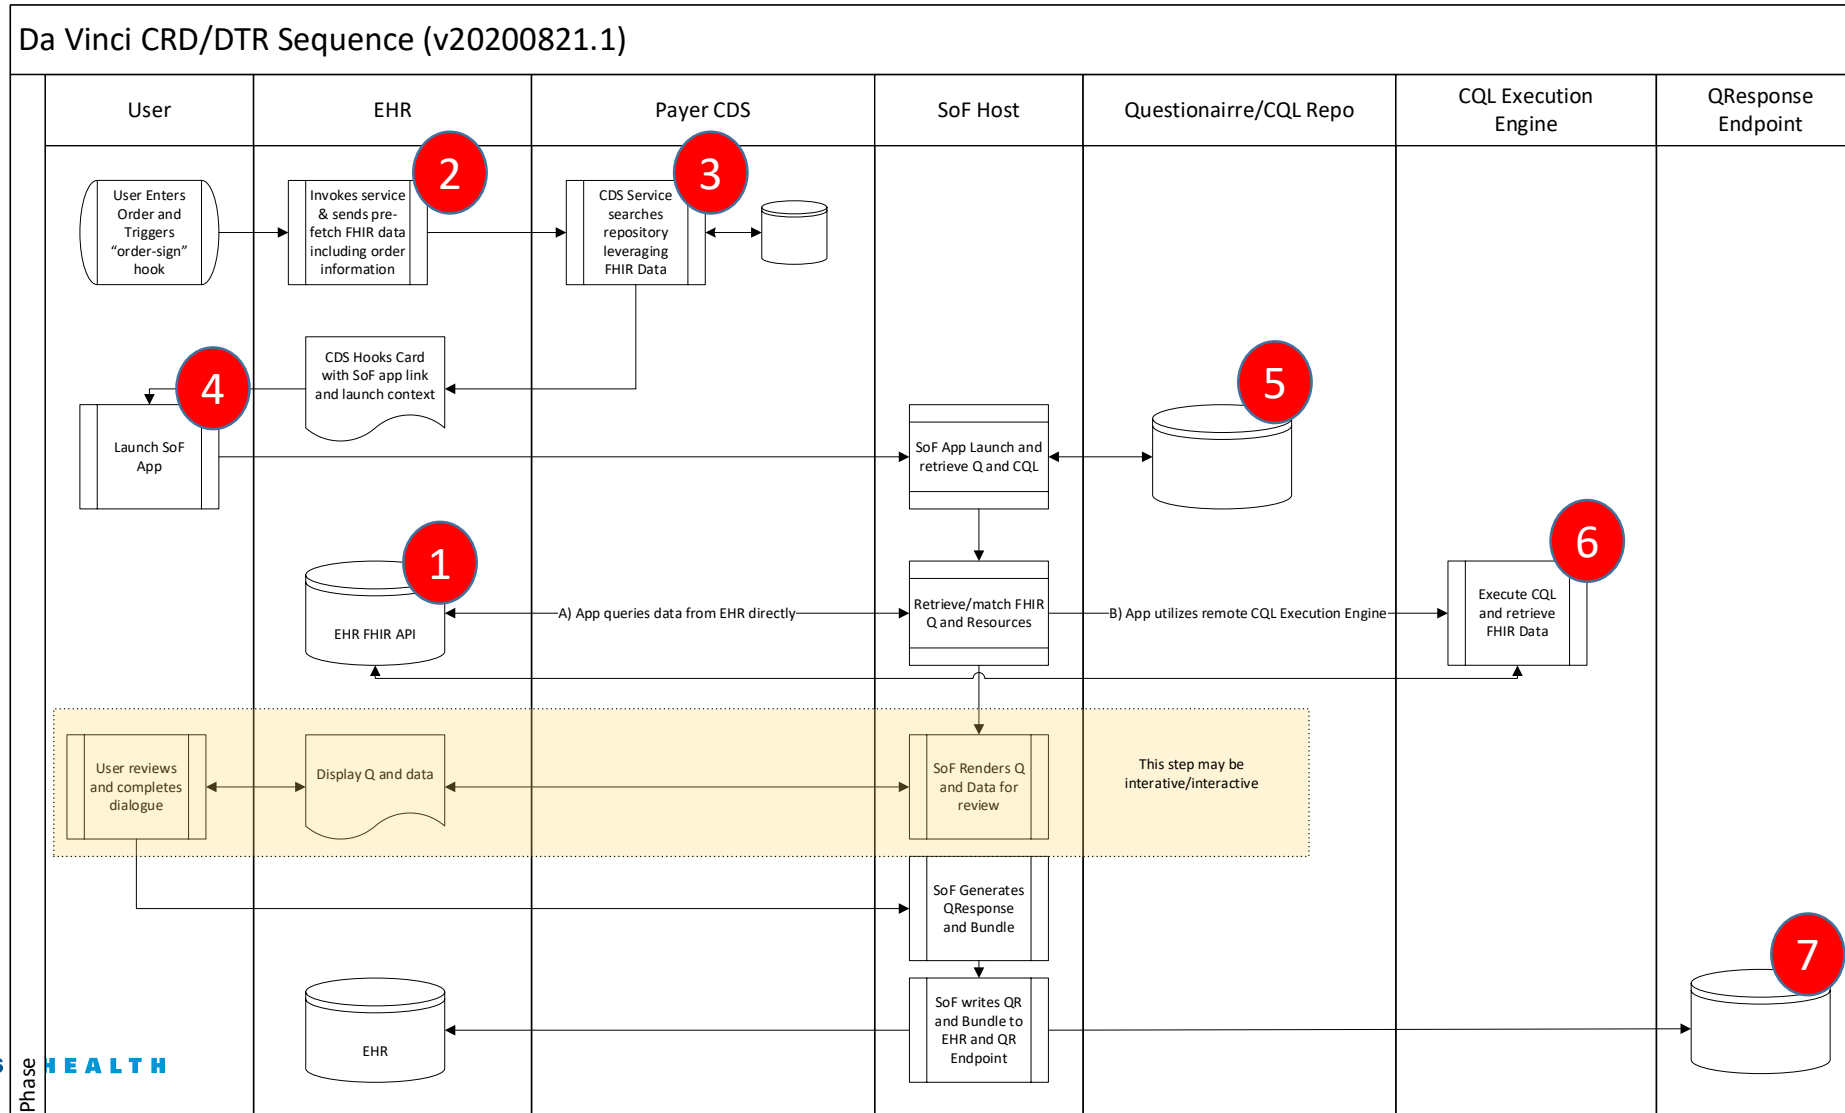 Da Vinci CRD/DTR Sequence (v20200821.1)
User
EHR
Payer CDS
SoF Host
Questionairre/CQL Repo
CQL Execution
Engine
QResponse
Endpoint
User Enters
Order and
Triggers
“order-sign”
hook
2
Invokes service
& sends pre-
fetch FHIR data
including order
information
3
CDS Service
searches
repository
leveraging
FHIR Data
CDS Hooks Card
with SoF app link
and launch context
4
Launch SoF
App
SoF App Launch and
retrieve Q and CQL
5
1
EHR FHIR API
A) App queries data from EHR directly
Retrieve/match FHIR
Q and Resources
B) App utilizes remote CQL Execution Engine
6
Execute CQL
and retrieve
FHIR Data
User reviews
and completes
dialogue
Display Q and data
SoF Renders Q
and Data for
review
This step may be
interative/interactive
SoF Generates
QResponse
and Bundle
EHR
SoF writes QR
and Bundle to
EHR and QR
Endpoint
7
Phase
S
HEALTH